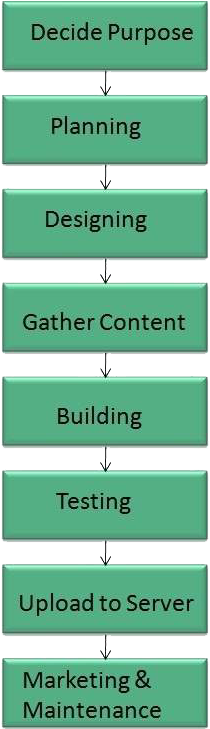 Decide Purpose
Planning
Designing
Gather Content
Building
Testing
Upload to Server
Marketing &
Maintenance